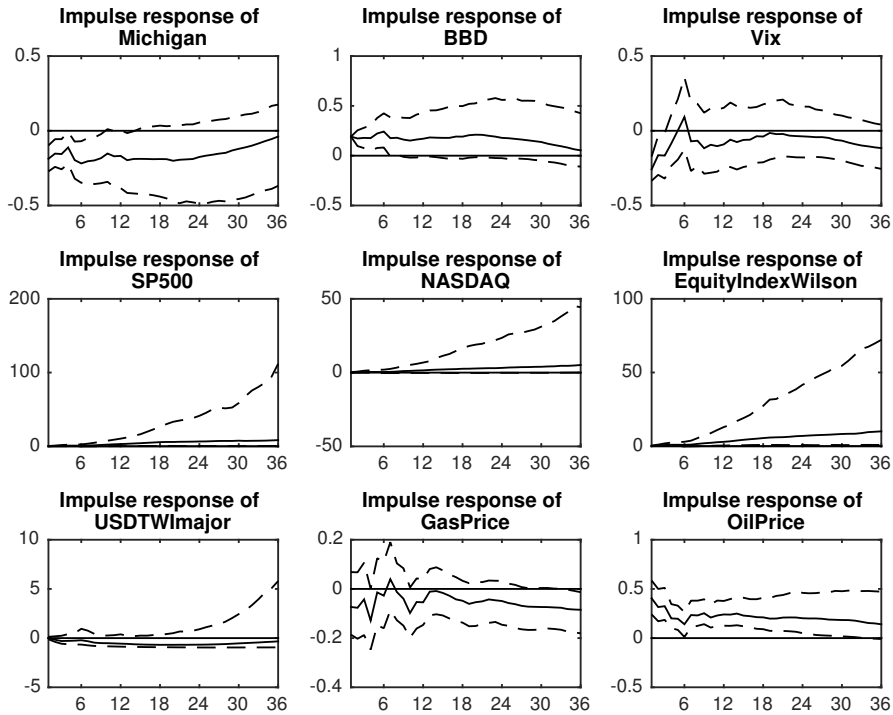 Impulse response of
Michigan
Impulse response of
BBD
Impulse response of
Vix
0.5
0
-0.5
6 12 18 24 30 36
1
0.5
0
-0.5
6 12 18 24 30 36
0.5
0
-0.5
6 12 18 24 30 36
Impulse response of
SP500
Impulse response of
NASDAQ
Impulse response of
EquityIndexWilson
200
100
0
6 12 18 24 30 36
50
0
-50
6 12 18 24 30 36
100
50
0
6 12 18 24 30 36
Impulse response of
USDTWImajor
Impulse response of
GasPrice
Impulse response of
OilPrice
10
5
0
-5
6 12 18 24 30 36
0.2
0
-0.2
-0.4
6 12 18 24 30 36
1
0.5
0
-0.5
6 12 18 24 30 36